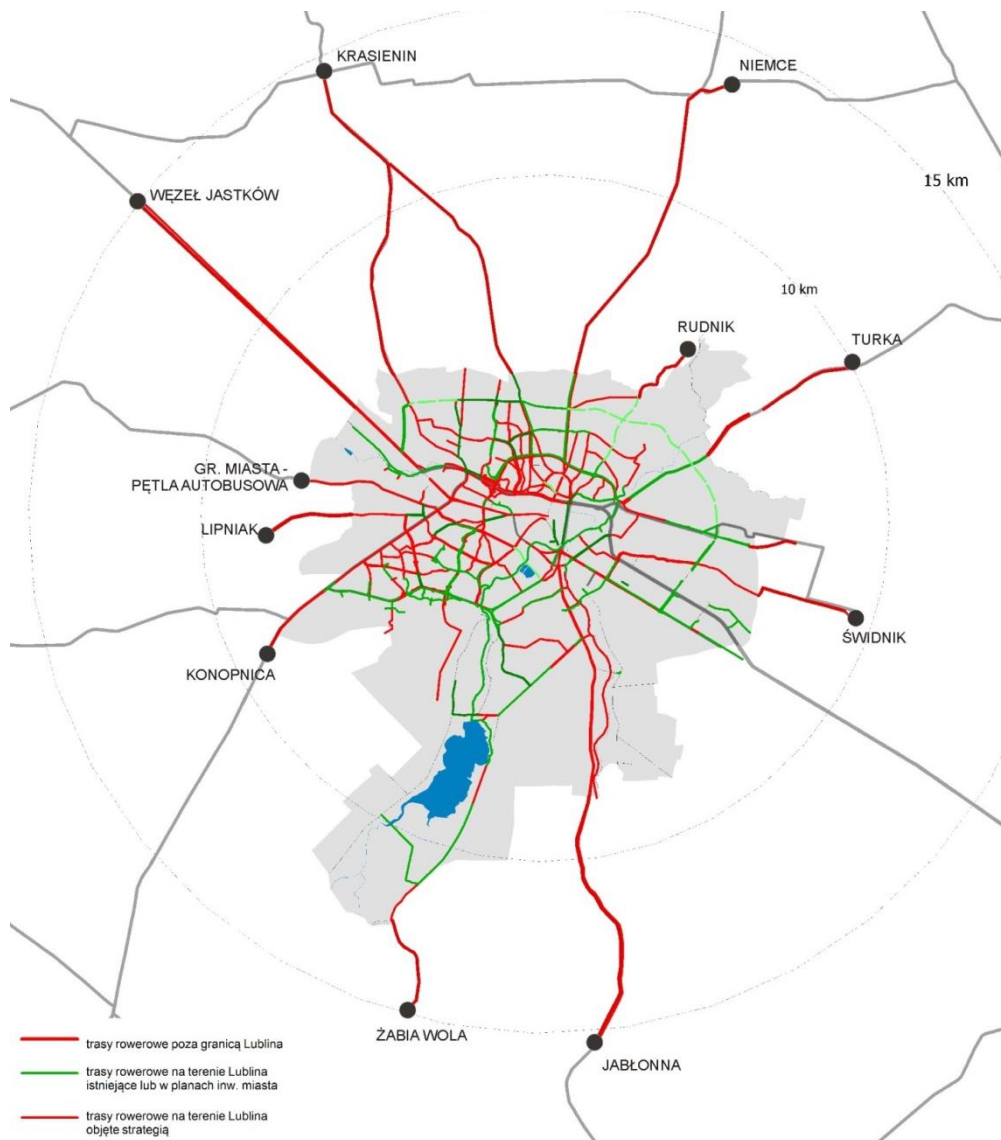 KRASIENIN
NIEMCE
WĘZEŁ JASTKÓW
15 km
10 km
RUDNIK
TURKA
GR. MIASTA -
PĘTLA AUTOBUSOWA
LIPNIAK
ŚWIDNIK
KONOPNICA
ŻABIA WOLA
JABŁONNA
trasy rowerowe poza granicą Lublina
trasy rowerowe na terenie Lublina
istniejące lub w planach inw. miasta
trasy rowerowe na terenie Lublina
objęte strategią